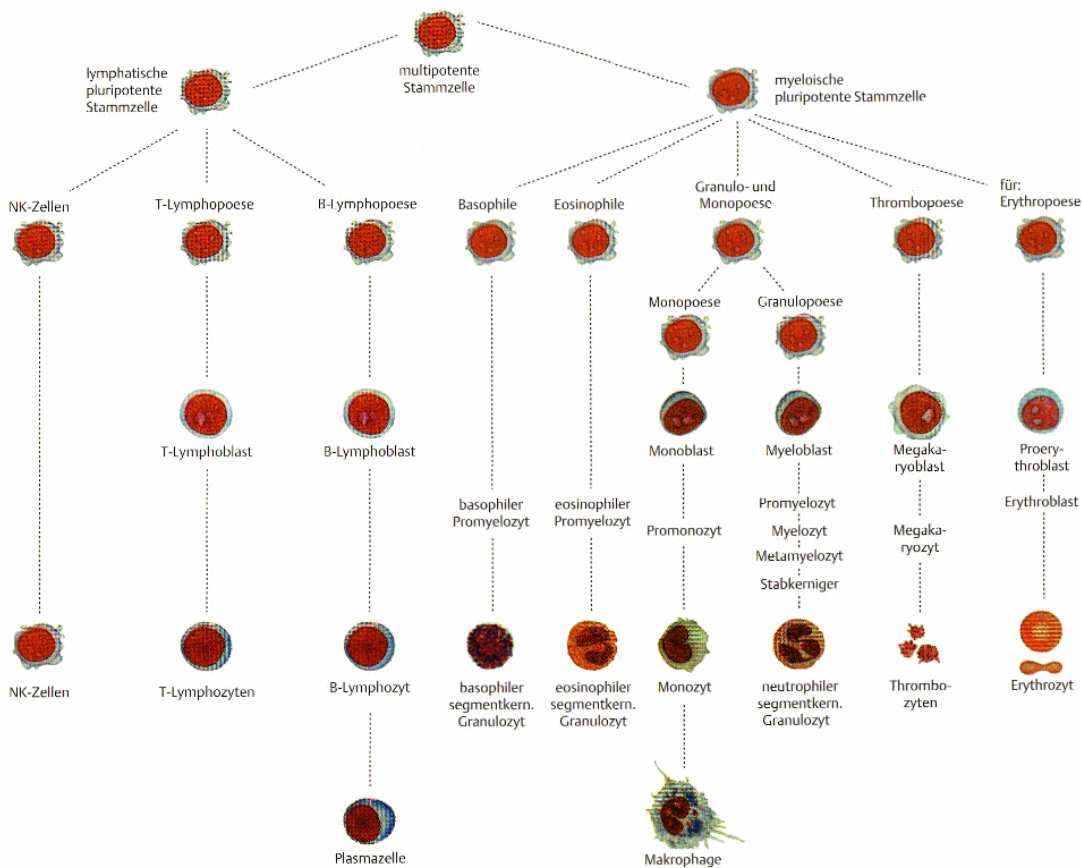 multipotente
Stammzelle
lymphatische
pluripotente
Stammzelle
myeloische
pluripotente Stammzelle
NK-Zellen
T-Lymphopoese
B-Lymphopoese
Basophile
Eosinophile
Granulo- und
Monopoese
Thrombopoese
für:
Erythropoese
Monopoese
Granulopoese
T-Lymphoblast
B-Lymphoblast
Monoblast
Myeloblast
Megaka-
ryoblast
Proery-
throblast
basophiler
Promyelozyt
eosinophiler
Promyelozyt
Promonozyt
Promyelozyt
Myelozyt
Metamyelozyt
Stabkerniger
Megaka-
ryozyt
Erythroblast
NK-Zellen
T-Lymphozyten
B-Lymphozyt
basophiler
segmentkern.
Granulozyt
eosinophiler
segmentkern.
Granulozyt
Monozyt
neutrophiler
segmentkern.
Granulozyt
Thrombo-
zyten
Erythrozyt
Plasmazelle
Makrophage